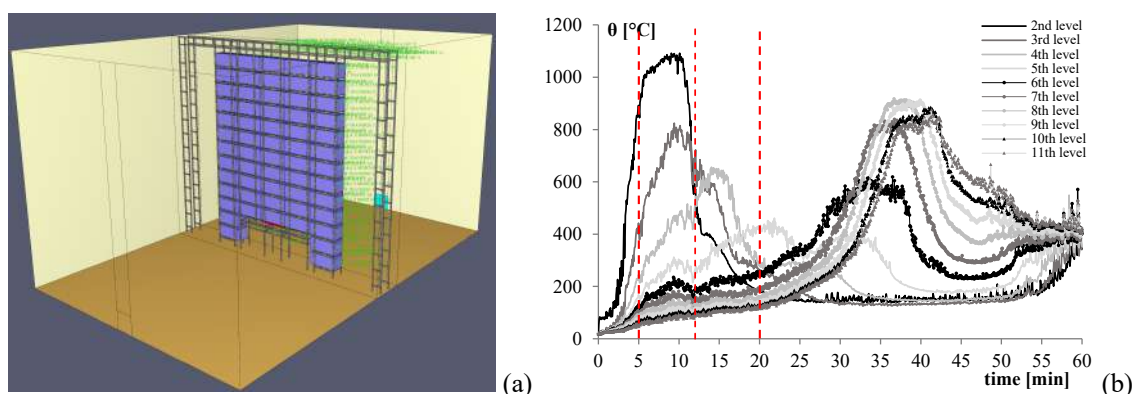 1200
θ [°C]
1000
800
600
400
200
0
2nd level
3rd level
4th level
5th level
6th level
7th level
8th level
9th level
10th level
11th level
0 5 10 15 20 25 30 35 40 45 50 55 60
time [min]
(a)
(b)